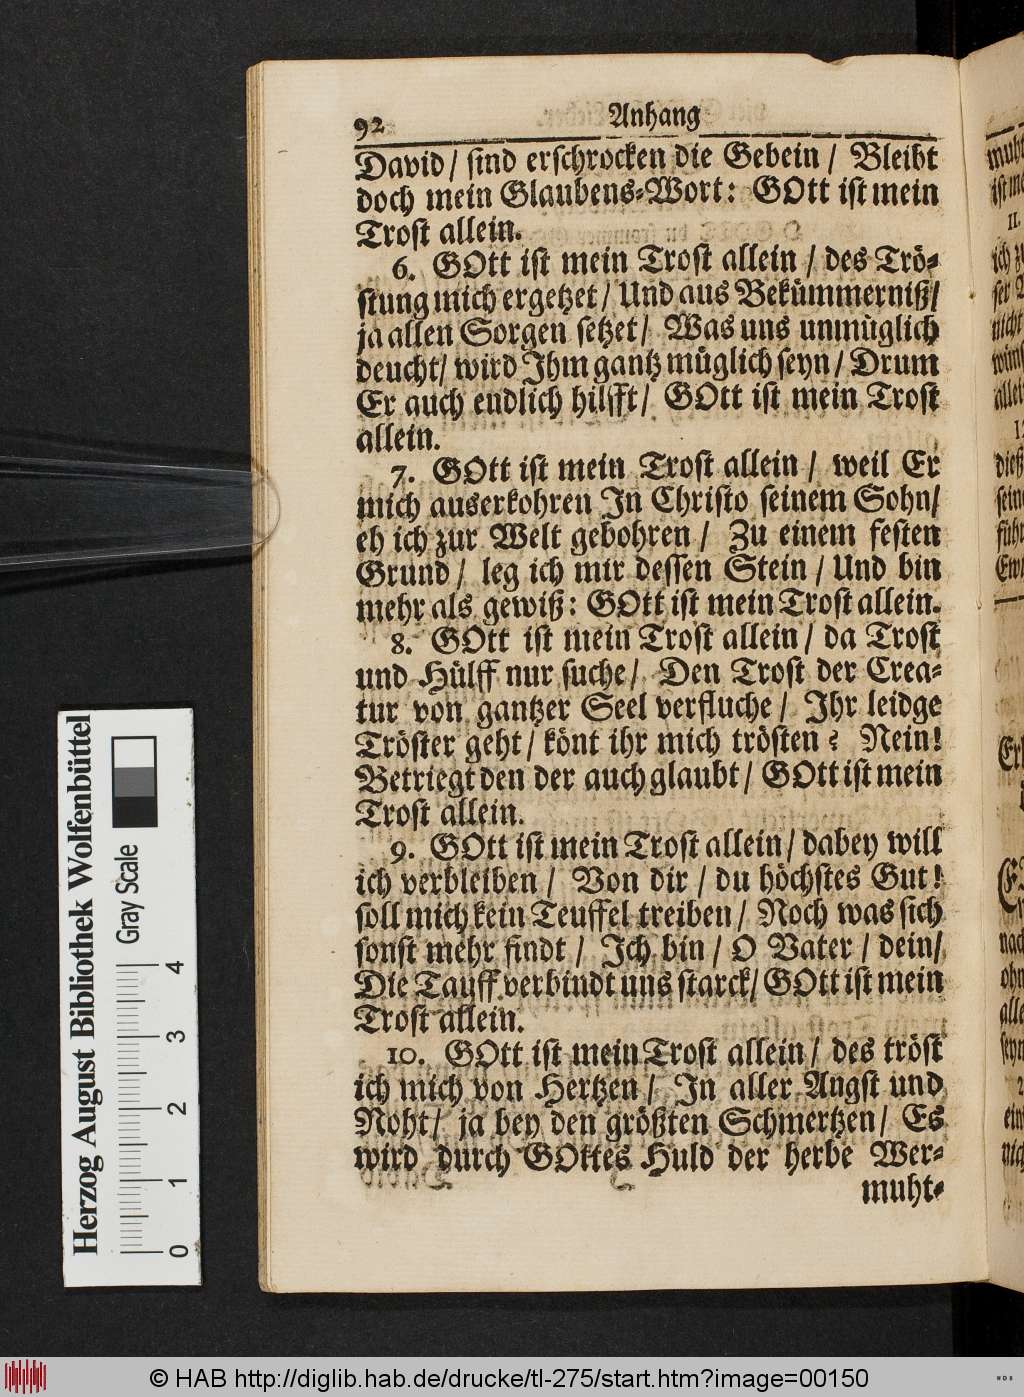 92 Anhang
David / sind erschrocken die Gebein / Bleibt
doch mein Glaubens-Wort: GOtt ist mein
Trost allein.
6. GOtt ist mein Trost allein / des Trö-
stung mich ergetzet / Und aus Bekümmerniß /
ja allen Sorgen setzet / Was uns unmüglich
deucht / wird Ihm gantz müglich seyn / Drum
Er auch endlich hilfft / GOtt ist mein Trost
allein.
7. GOtt ist mein Trost allein / weil Er
mich auserkohren In Christo seinem Sohn /
eh ich zur Welt gebohren / Zu einem festen
Grund / leg ich mir dessen Stein / Und bin
mehr als gewiß: GOtt ist mein Trost allein.
8. GOtt ist mein Trost allein / da Trost
und Hülff nur suche / Den Trost der Crea-
tur von gantzer Seel verfluche / Ihr leidge
Tröster geht / könt ihr mich trösten? Nein!
Betriegt den der auch glaubt / GOtt ist mein
Trost allein.
9. GOtt ist mein Trost allein / dabey will
ich verbleiben / Von dir / du höchstes Gut!
soll mich kein Teuffel treiben / Noch was sich
sonst mehr findt / Ich bin / O Vater / dein /
Die Tauff verbindt uns starck / GOtt ist mein
Trost allein.
10. GOtt ist mein Trost allein / des tröst
ich mich von Hertzen / In aller Angst und
Noht / ja bey den größten Schmertzen / Es
wird durch GOttes Huld der herbe Wer-
muht-
Herzog August Bibliothek Wolfenbüttel
Gray Scale
0 1 2 3 4
© HAB http://diglib.hab.de/drucke/tl-275/start.htm?image=00150